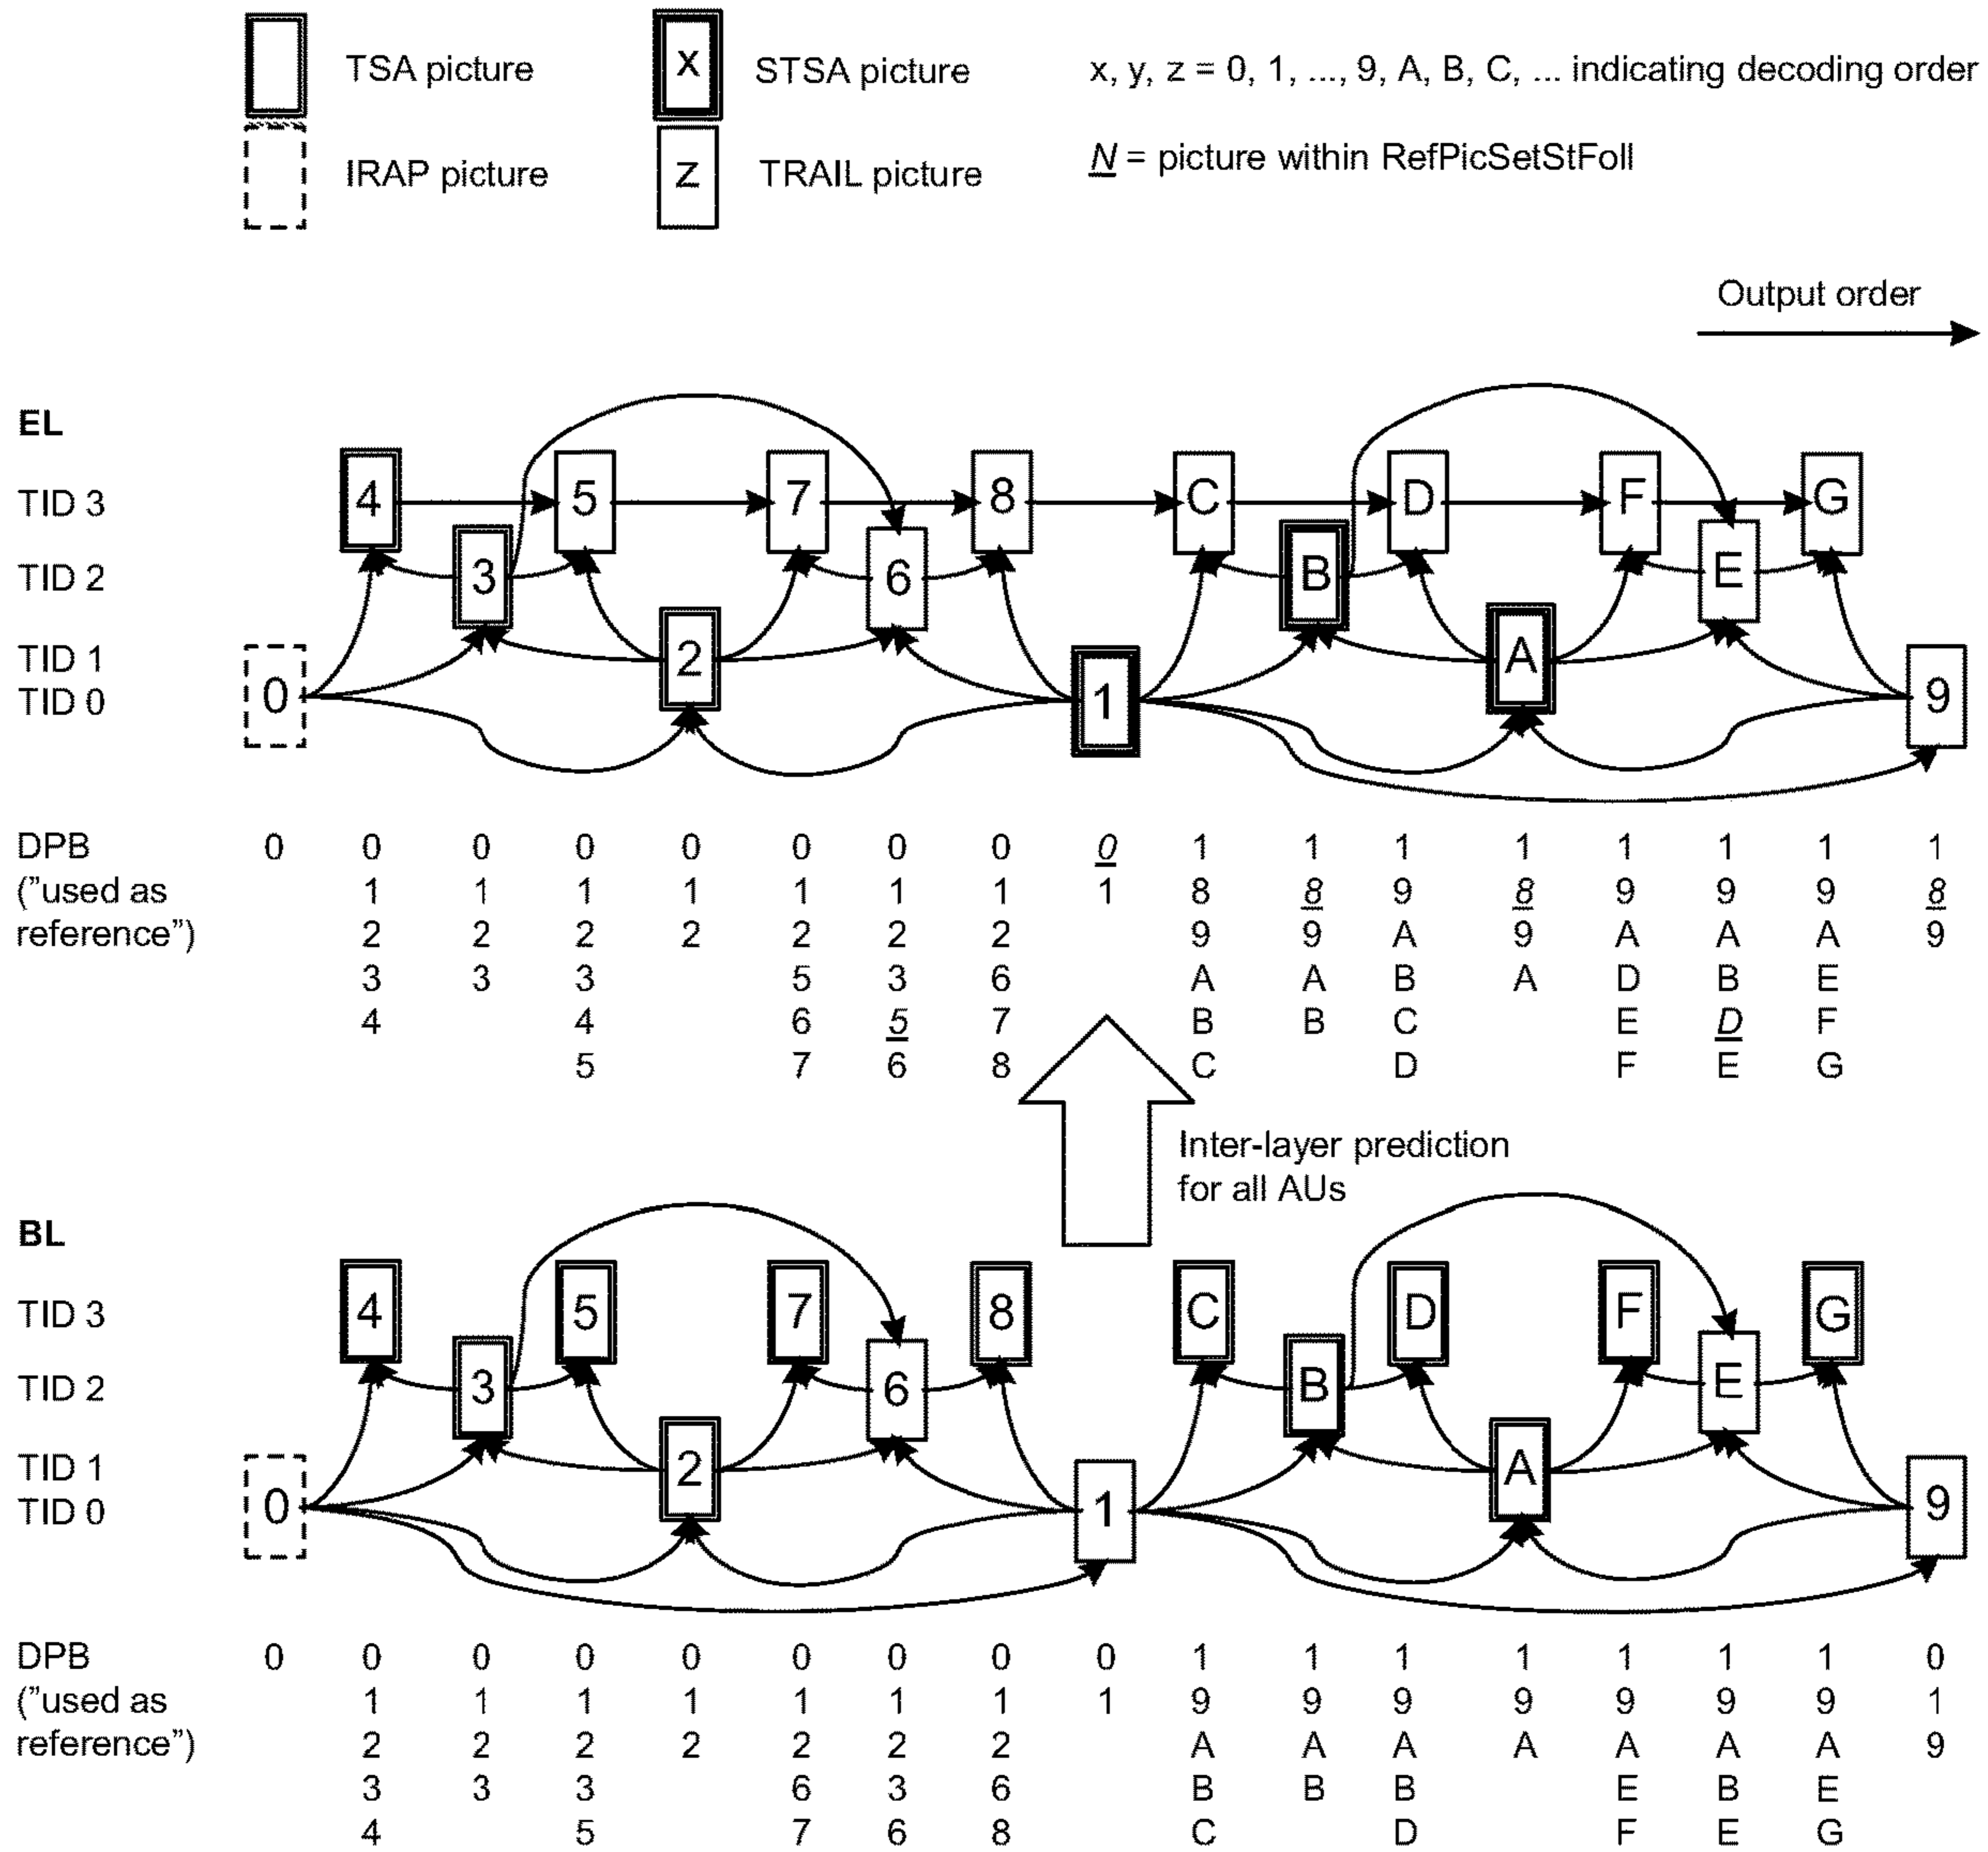 TSA picture
X
STSA picture
x, y, z = 0, 1, ..., 9, A, B, C, ... indicating decoding order
IRAP picture
z
TRAIL picture
N = picture within RefPicSetStFoll
Output order
EL
TID 3 4 5 7 8 C D F G
TID 2 3 6 B E
TID 1 2 A
TID 0 0 1 9
DPB 0 0 0 0 0 0 0 0 0 1 1 1 1 1 1 1 1
("used as 1 1 1 1 1 1 1 1 8 8 9 8 9 9 9 8
reference") 2 2 2 2 2 2 2 9 9 A 9 A A A 9
3 3 3 5 3 6 A A B A D B E
4 4 6 5 7 B B C E D F
5 7 6 8 C D F E G
Inter-layer prediction
for all AUs
BL
TID 3 4 5 7 8 C D F G
TID 2 3 6 B E
TID 1 2 A
TID 0 0 1 9
DPB 0 0 0 0 0 0 0 0 0 1 1 1 1 1 1 1 0
("used as 1 1 1 1 1 1 1 1 9 9 9 9 9 9 9 1
reference") 2 2 2 2 2 2 2 A A A A A A A 9
3 3 3 6 3 6 B B B E B E
4 5 7 6 8 C D F E G